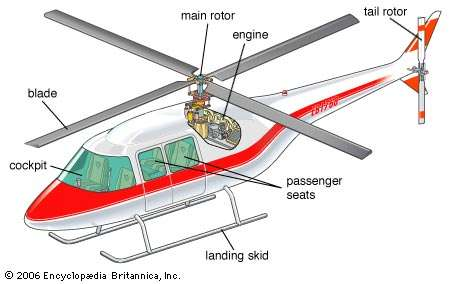 main rotor
tail rotor
engine
blade
cockpit
passenger
seats
landing skid
© 2006 Encyclopædia Britannica, Inc.